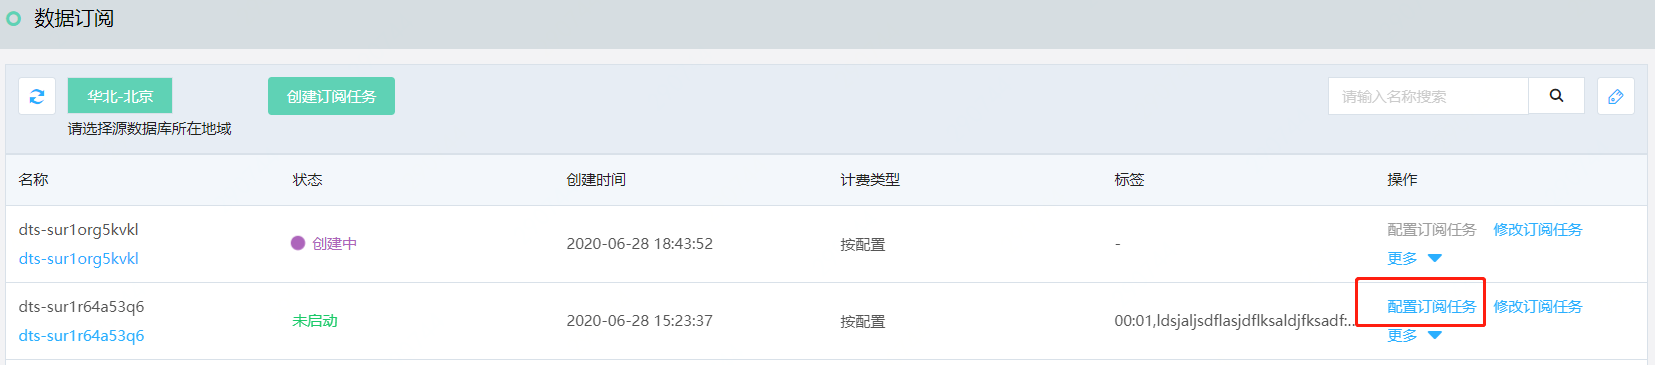 数据订阅
华北-北京
创建订阅任务
请输入名称搜索
请选择源数据库所在地域
名称 状态 创建时间 计费类型 标签 操作
dts-sur1org5kvkl
dts-sur1org5kvkl
创建中
2020-06-28 18:43:52
按配置
-
配置订阅任务 修改订阅任务
更多
dts-sur1r64a53q6
dts-sur1r64a53q6
未启动
2020-06-28 15:23:37
按配置
00:01,ldsjaljsdflasjdflksaldjfksadf:...
配置订阅任务 修改订阅任务
更多